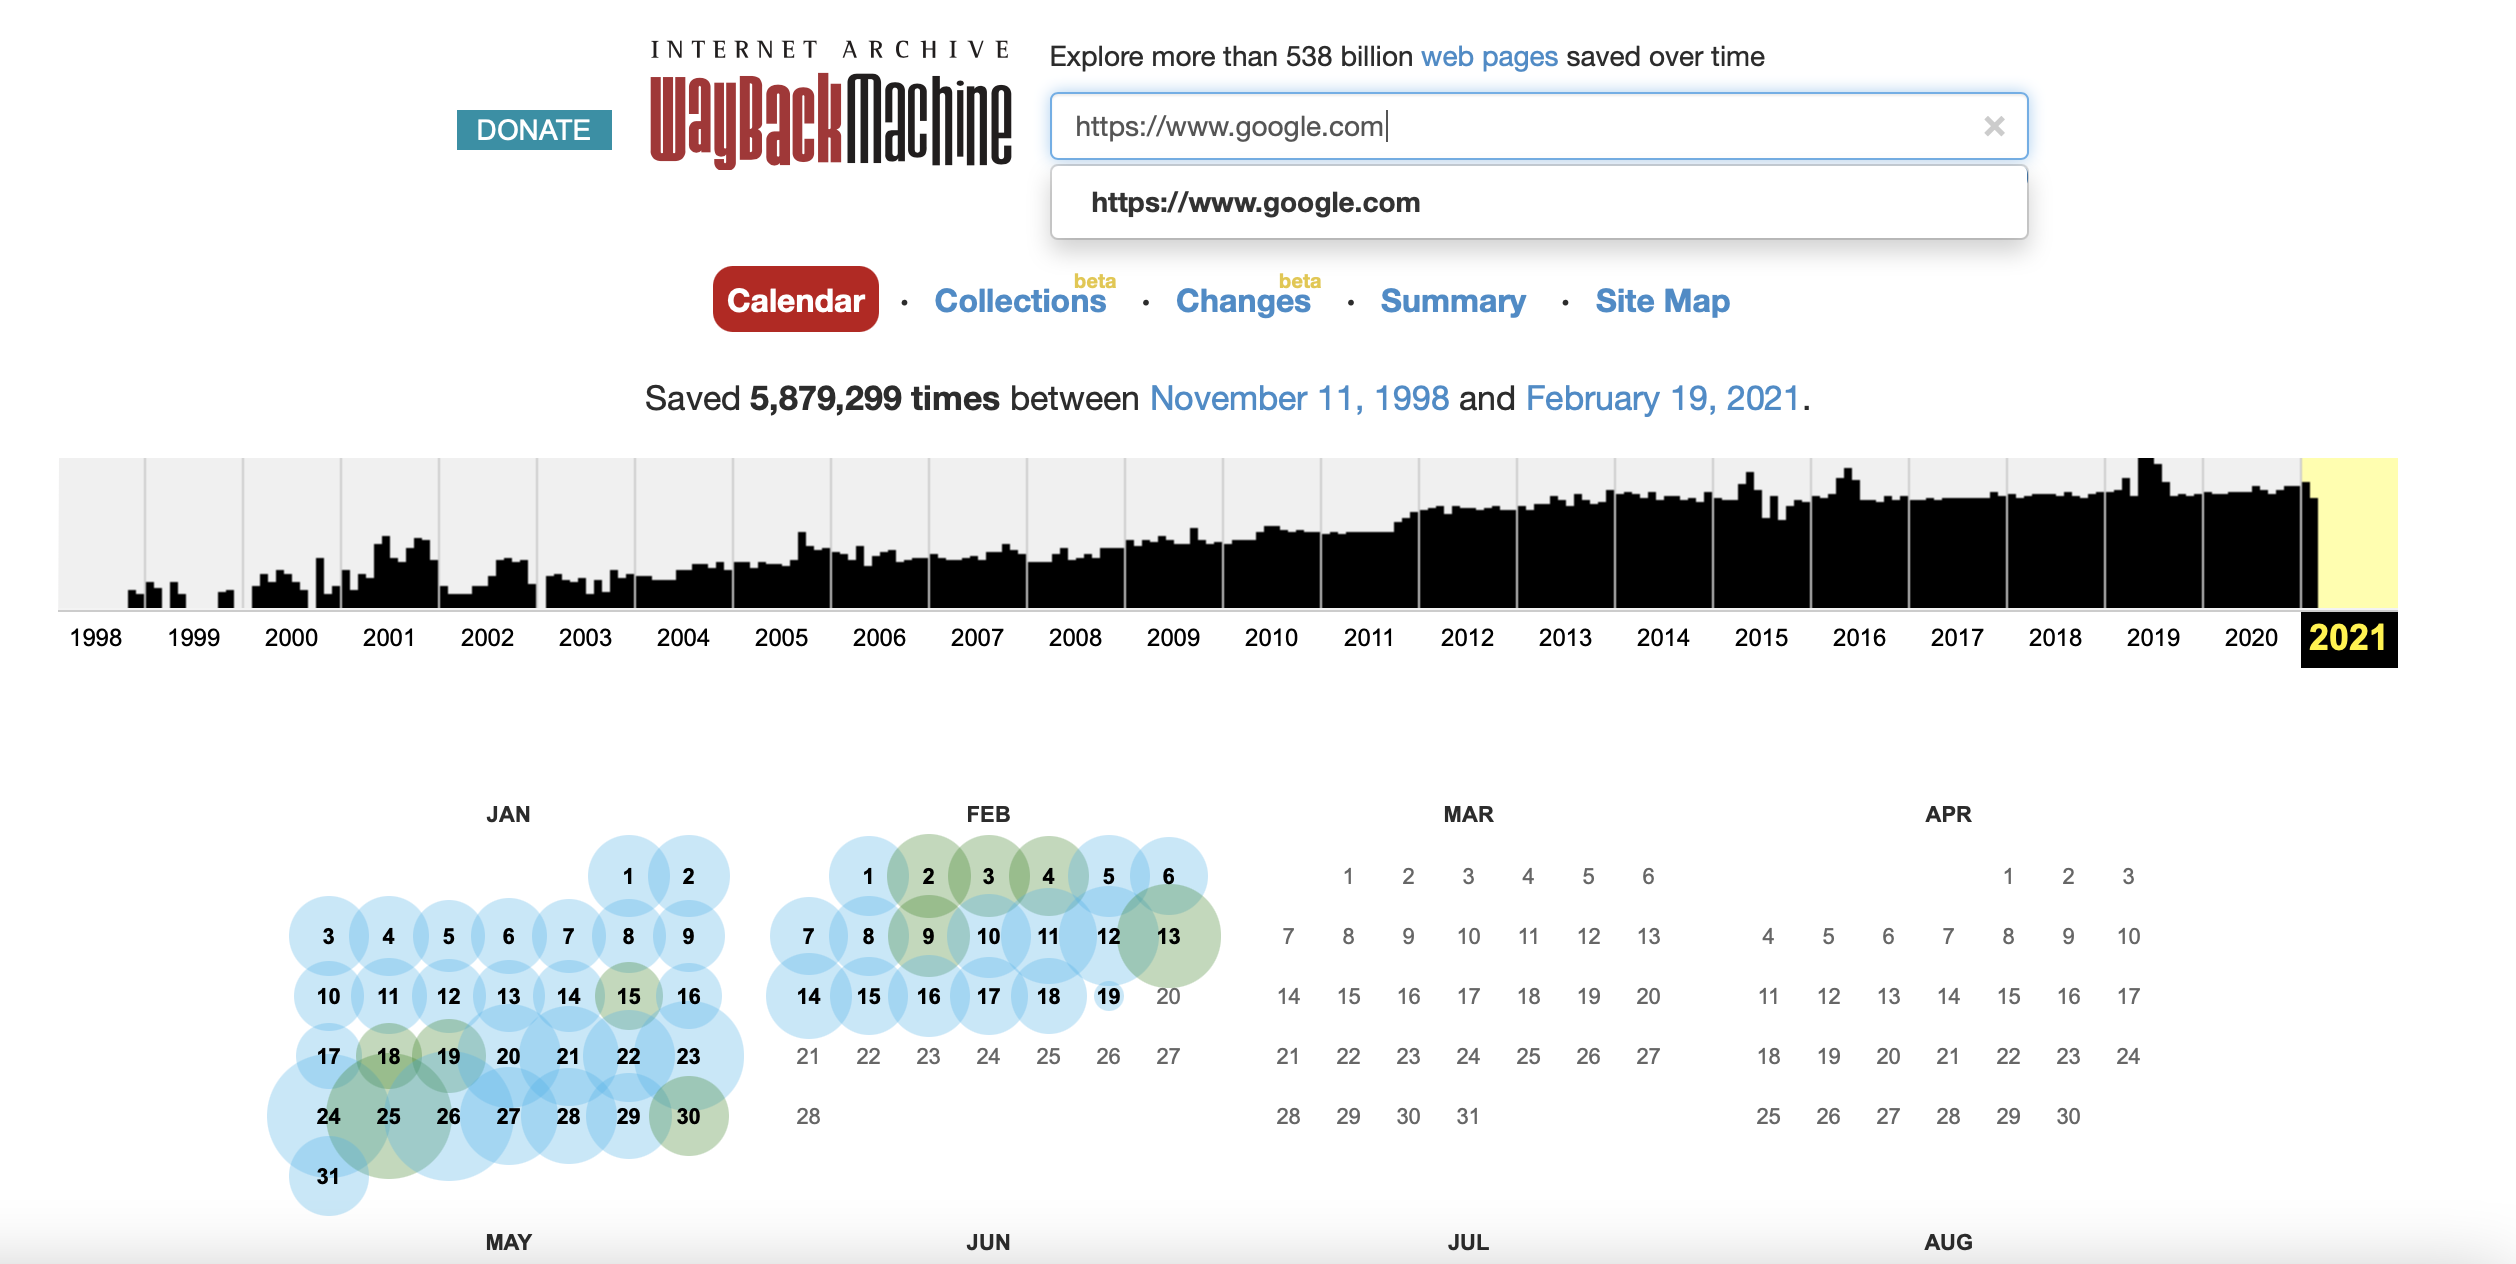 INTERNET ARCHIVE
WayBackMachine
DONATE
Explore more than 538 billion web pages saved over time
https://www.google.com
https://www.google.com
Calendar · Collections beta · Changes beta · Summary · Site Map
Saved 5,879,299 times between November 11, 1998 and February 19, 2021.
1998 1999 2000 2001 2002 2003 2004 2005 2006 2007 2008 2009 2010 2011 2012 2013 2014 2015 2016 2017 2018 2019 2020 2021
JAN
1 2
3 4 5 6 7 8 9
10 11 12 13 14 15 16
17 18 19 20 21 22 23
24 25 26 27 28 29 30
31
FEB
1 2 3 4 5 6
7 8 9 10 11 12 13
14 15 16 17 18 19 20
21 22 23 24 25 26 27
28
MAR
1 2 3 4 5 6
7 8 9 10 11 12 13
14 15 16 17 18 19 20
21 22 23 24 25 26 27
28 29 30 31
APR
1 2 3
4 5 6 7 8 9 10
11 12 13 14 15 16 17
18 19 20 21 22 23 24
25 26 27 28 29 30
MAY
JUN
JUL
AUG